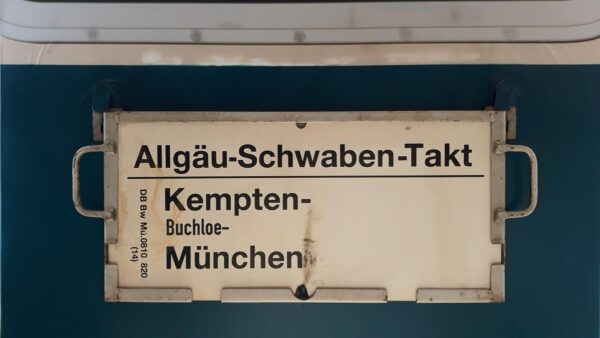 Allgäu-Schwaben-Takt
Kempten-
Buchloe-
München
DB Bw Mü.0810 820
(14)